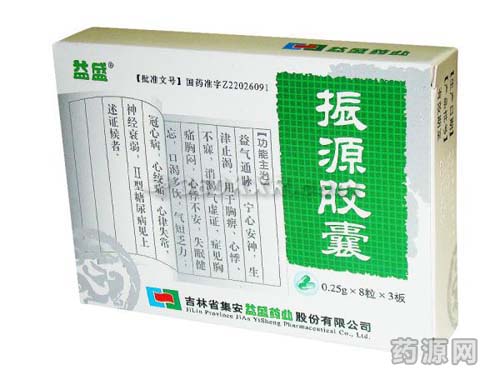 益盛®
益盛药业
【批准文号】国药准字Z22026091
振源胶囊
【功能主治】
益气通脉，宁心安神，生
津止渴，用于胸痹，心悸，
不寐，消渴气虚证，症见胸
痛胸闷，心悸不安，失眠健
忘，口渴多饮，气短乏力，
冠心病，心绞痛，心律失常，
神经衰弱，II型糖尿病见上
述证候者。
0.25g×8粒×3板
吉林省集安益盛药业股份有限公司
JiLin Province JiAn YiSheng Pharmaceutical Co., Ltd.
药源网